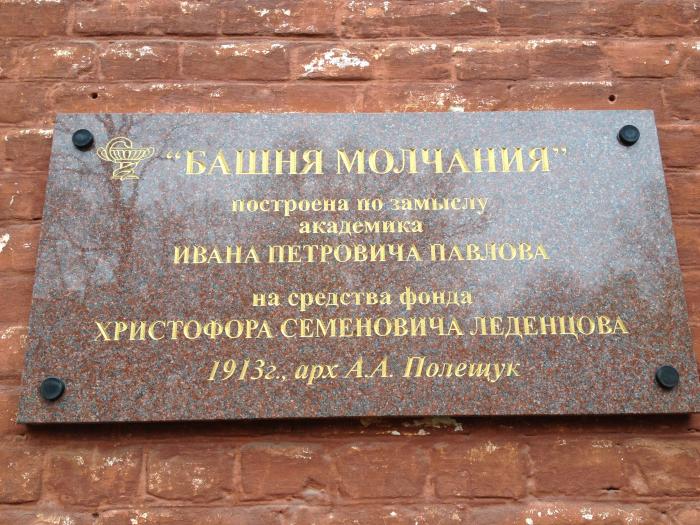 "БАШНЯ МОЛЧАНИЯ"
построена по замыслу
академика
ИВАНА ПЕТРОВИЧА ПАВЛОВА
на средства фонда
ХРИСТОФОРА СЕМЕНОВИЧА ЛЕДЕНЦОВА
1913г., арх А.А. Полещук